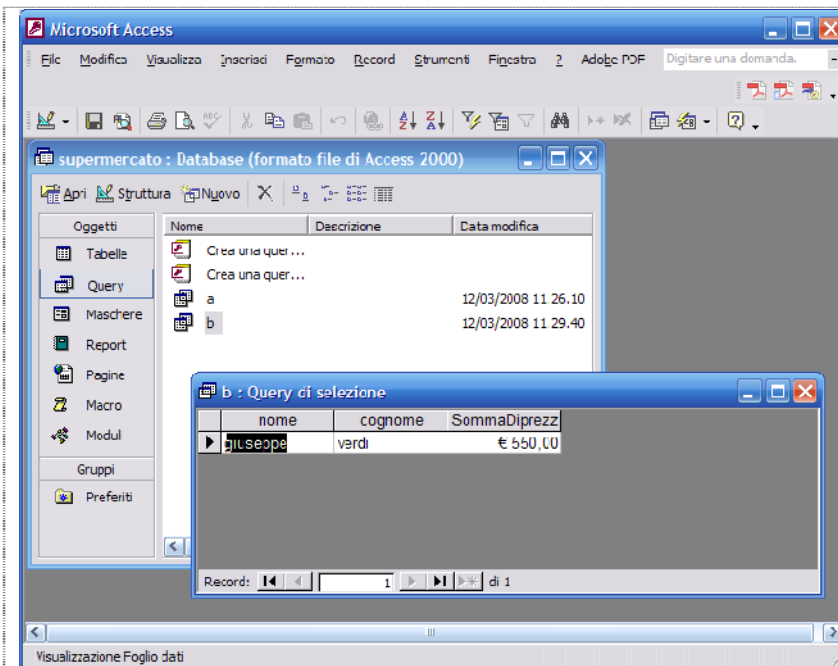 Microsoft Access
File Modifica Visualizza Inserisci Formato Record Strumenti Finestra ? Adobe PDF Digitare una domanda.
supermercato : Database (formato file di Access 2000)
Apri Struttura Nuovo
Oggetti Nome Descrizione Data modifica
Tabelle Crea una quer...
Query Crea una quer...
a 12/03/2008 11.26.10
Maschere b 12/03/2008 11.29.40
Report
Pagine
Macro
Moduli
Gruppi
Preferiti
b : Query di selezione
nome cognome SommaDiprezz
giuseppe verdi € 550,00
Record: 1 di 1
Visualizzazione Foglio dati